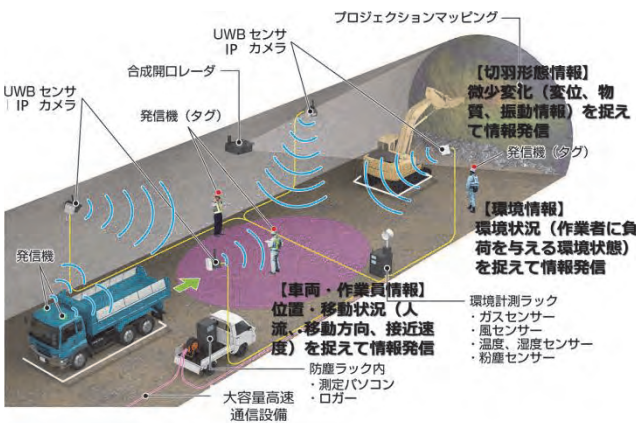 プロジェクションマッピング
UWB センサ
IP カメラ
合成開口レーダ
【切羽形態情報】
微少変化（変位、物
質、振動情報）を捉え
て情報発信
UWB センサ
IP カメラ
発信機（タグ）
発信機（タグ）
【環境情報】
環境状況（作業者に負
荷を与える環境状態）
を捉えて情報発信
発信機
【車両・作業員情報】
位置・移動状況（人
流、移動方向、接近速
度）を捉えて情報発信
環境計測ラック
・ガスセンサー
・風センサー
・温度、湿度センサー
・粉塵センサー
防塵ラック内
・測定パソコン
・ロガー
大容量高速
通信設備